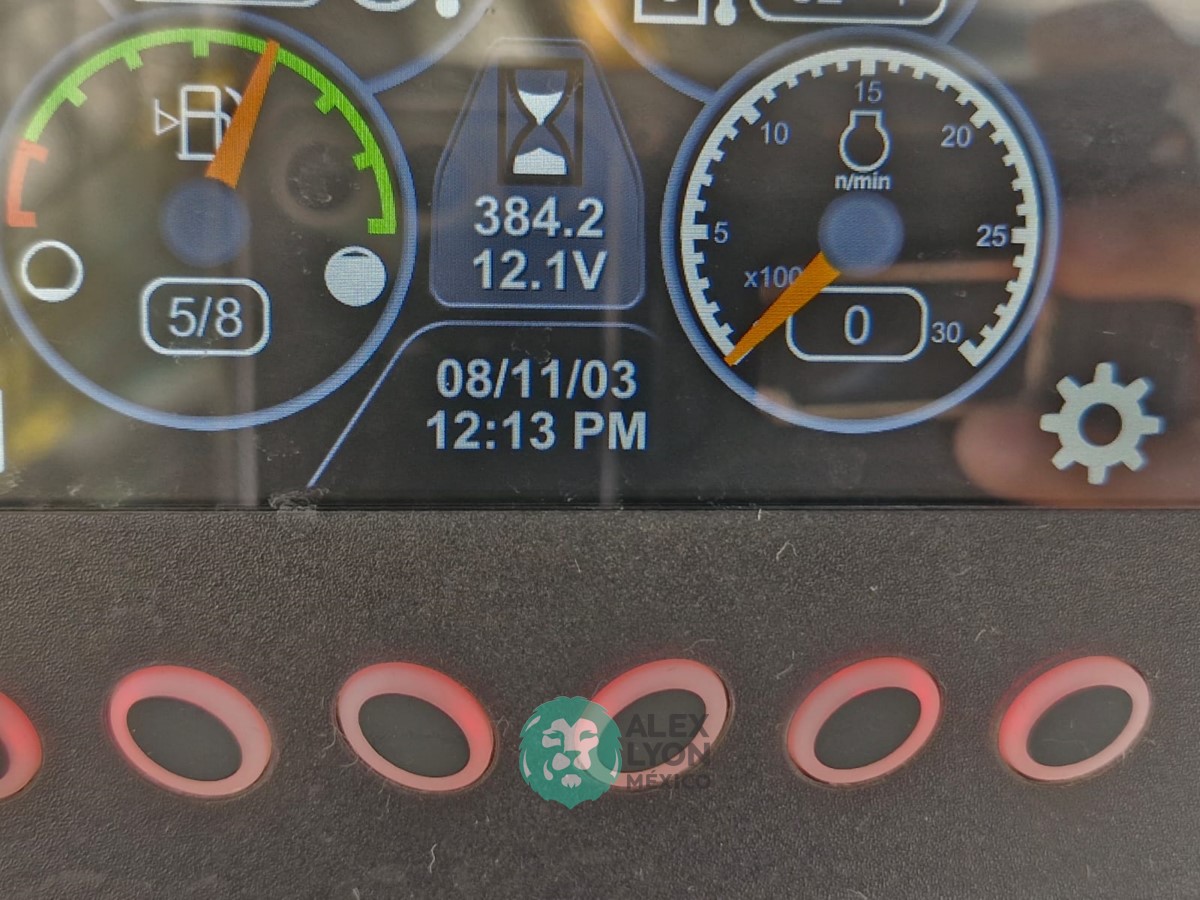 384.2
12.1V
5/8
08/11/03
12:13 PM
15
10
20
n/min
5
25
x100
0
30
ALEX
LYON
MÉXICO